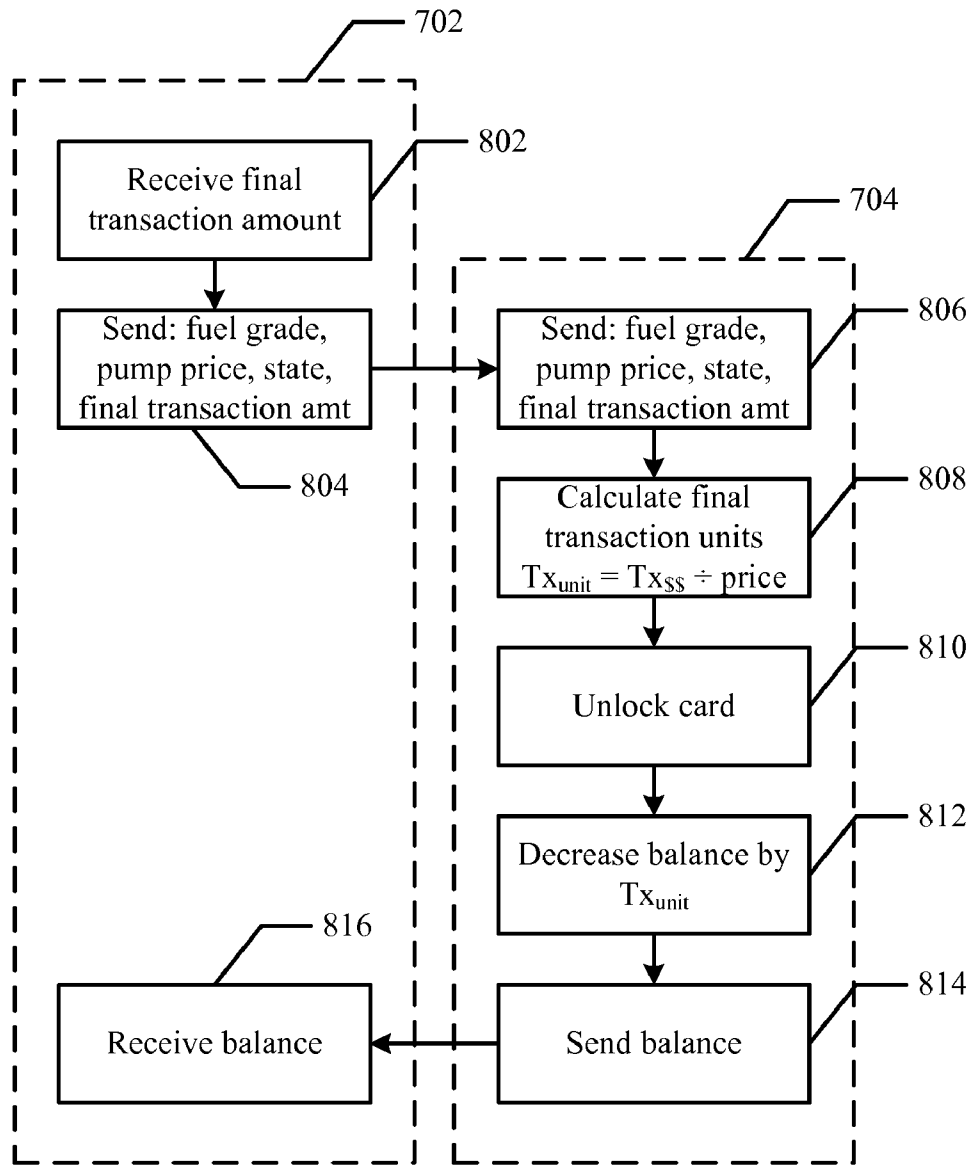 702
802
Receive final
transaction amount
704
Send: fuel grade,
pump price, state,
final transaction amt
804
806
Send: fuel grade,
pump price, state,
final transaction amt
808
Calculate final
transaction units
Txunit = Tx$$ ÷ price
810
Unlock card
812
Decrease balance by
Txunit
816
Receive balance
814
Send balance